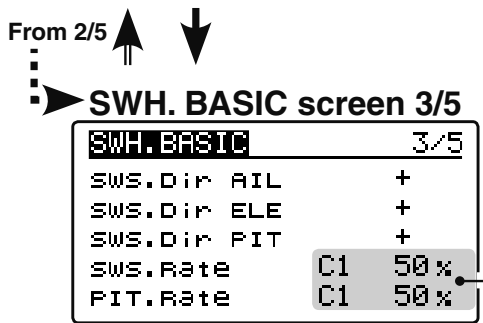 From 2/5
SWH. BASIC screen 3/5
SWH.BASIC 3/5
SWS.Dir AIL +
SWS.Dir ELE +
SWS.Dir PIT +
SWS.Rate C1 50%
PIT.Rate C1 50%